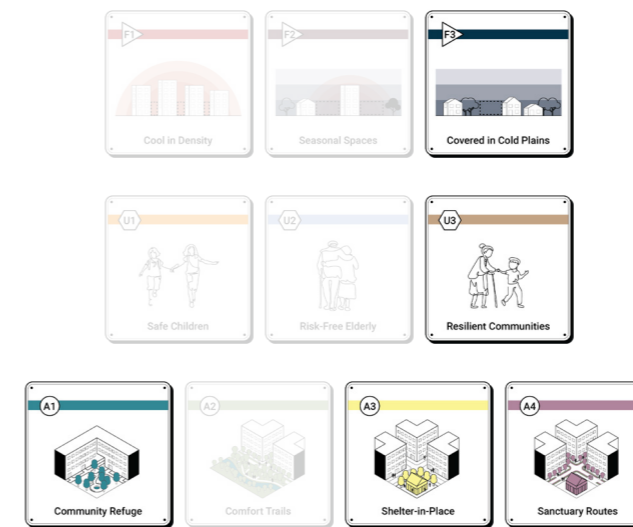 F1
F2
F3
Cool in Density
Seasonal Spaces
Covered in Cold Plains
U1
U2
U3
Safe Children
Risk-Free Elderly
Resilient Communities
A1
A2
A3
A4
Community Refuge
Comfort Trails
Shelter-in-Place
Sanctuary Routes